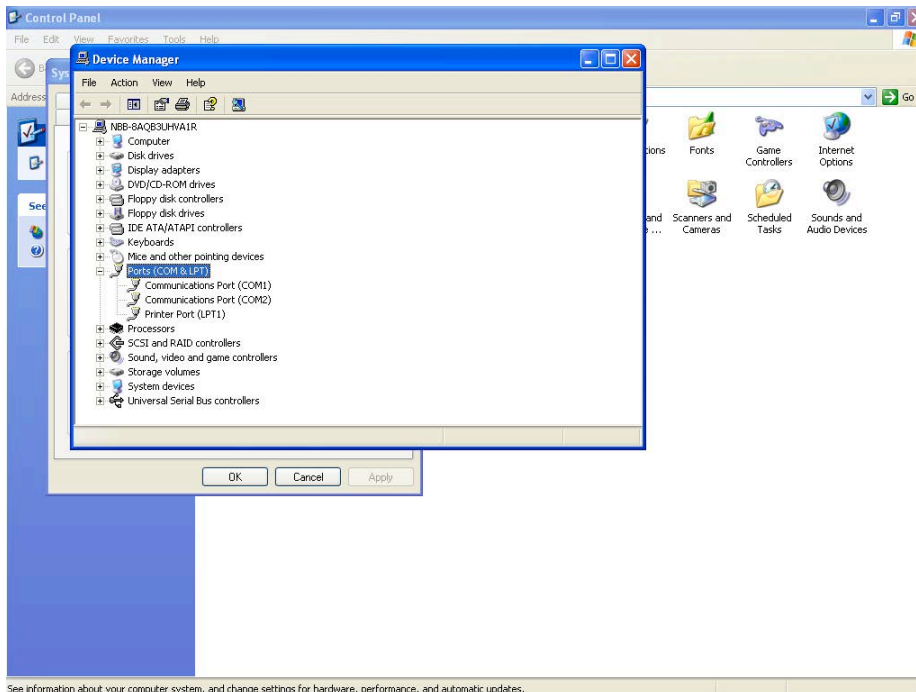 Control Panel
File Edit View Favorites Tools Help
Device Manager
Sys
File Action View Help
Address
Go
NBB-8AQB3UHVA1R
Computer
Disk drives
Display adapters
DVD/CD-ROM drives
Floppy disk controllers
Floppy disk drives
IDE ATA/ATAPI controllers
Keyboards
Mice and other pointing devices
Ports (COM & LPT)
Communications Port (COM1)
Communications Port (COM2)
Printer Port (LPT1)
Processors
SCSI and RAID controllers
Sound, video and game controllers
Storage volumes
System devices
Universal Serial Bus controllers
See
Fonts
Game Controllers
Internet Options
and
Scanners and Cameras
Scheduled Tasks
Sounds and Audio Devices
OK Cancel Apply
See information about your computer system, and change settings for hardware, performance, and automatic updates.